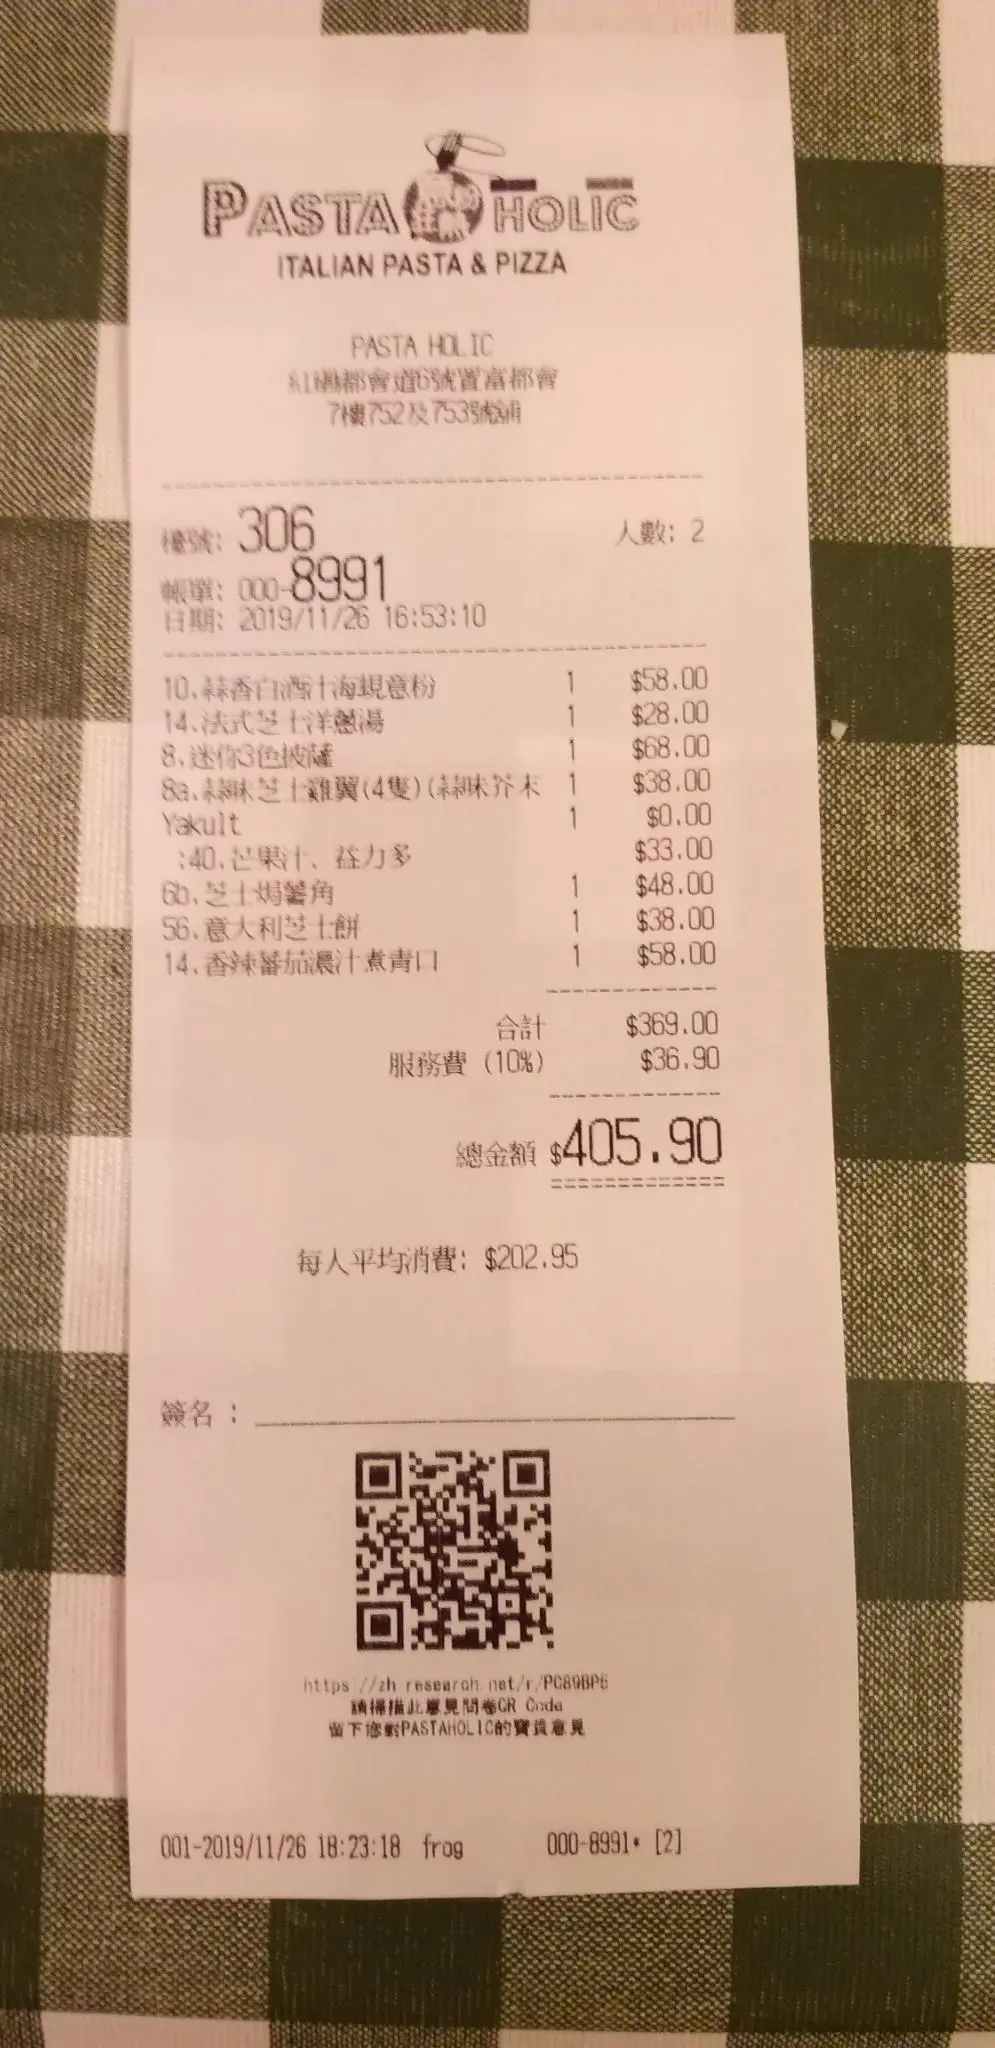 PASTA HOLIC
ITALIAN PASTA & PIZZA
PASTA HOLIC
紅磡都會道6號置富都會
7樓752及753號舖
檯號: 306 人數: 2
帳單: 000-8991
日期: 2019/11/26 16:53:10
10.蒜香白酒汁海蜆意粉 1 $58.00
14.法式芝士洋蔥湯 1 $28.00
8.迷你3色披薩 1 $68.00
8a.蒜味芝士雞翼(4隻)(蒜味芥末 1 $38.00
Yakult 1 $0.00
:40.芒果汁、益力多 $33.00
6b.芝士焗薯角 1 $48.00
56.意大利芝士餅 1 $38.00
14.香辣蕃茄濃汁煮青口 1 $58.00
合計 $369.00
服務費 (10%) $36.90
總金額 $405.90
每人平均消費: $202.95
簽名 :
https://zh.research.net/r/PC89BP6
請掃描此意見問卷QR Code
留下您對PASTAHOLIC的寶貴意見
001-2019/11/26 18:23:18 frog 000-8991* [2]